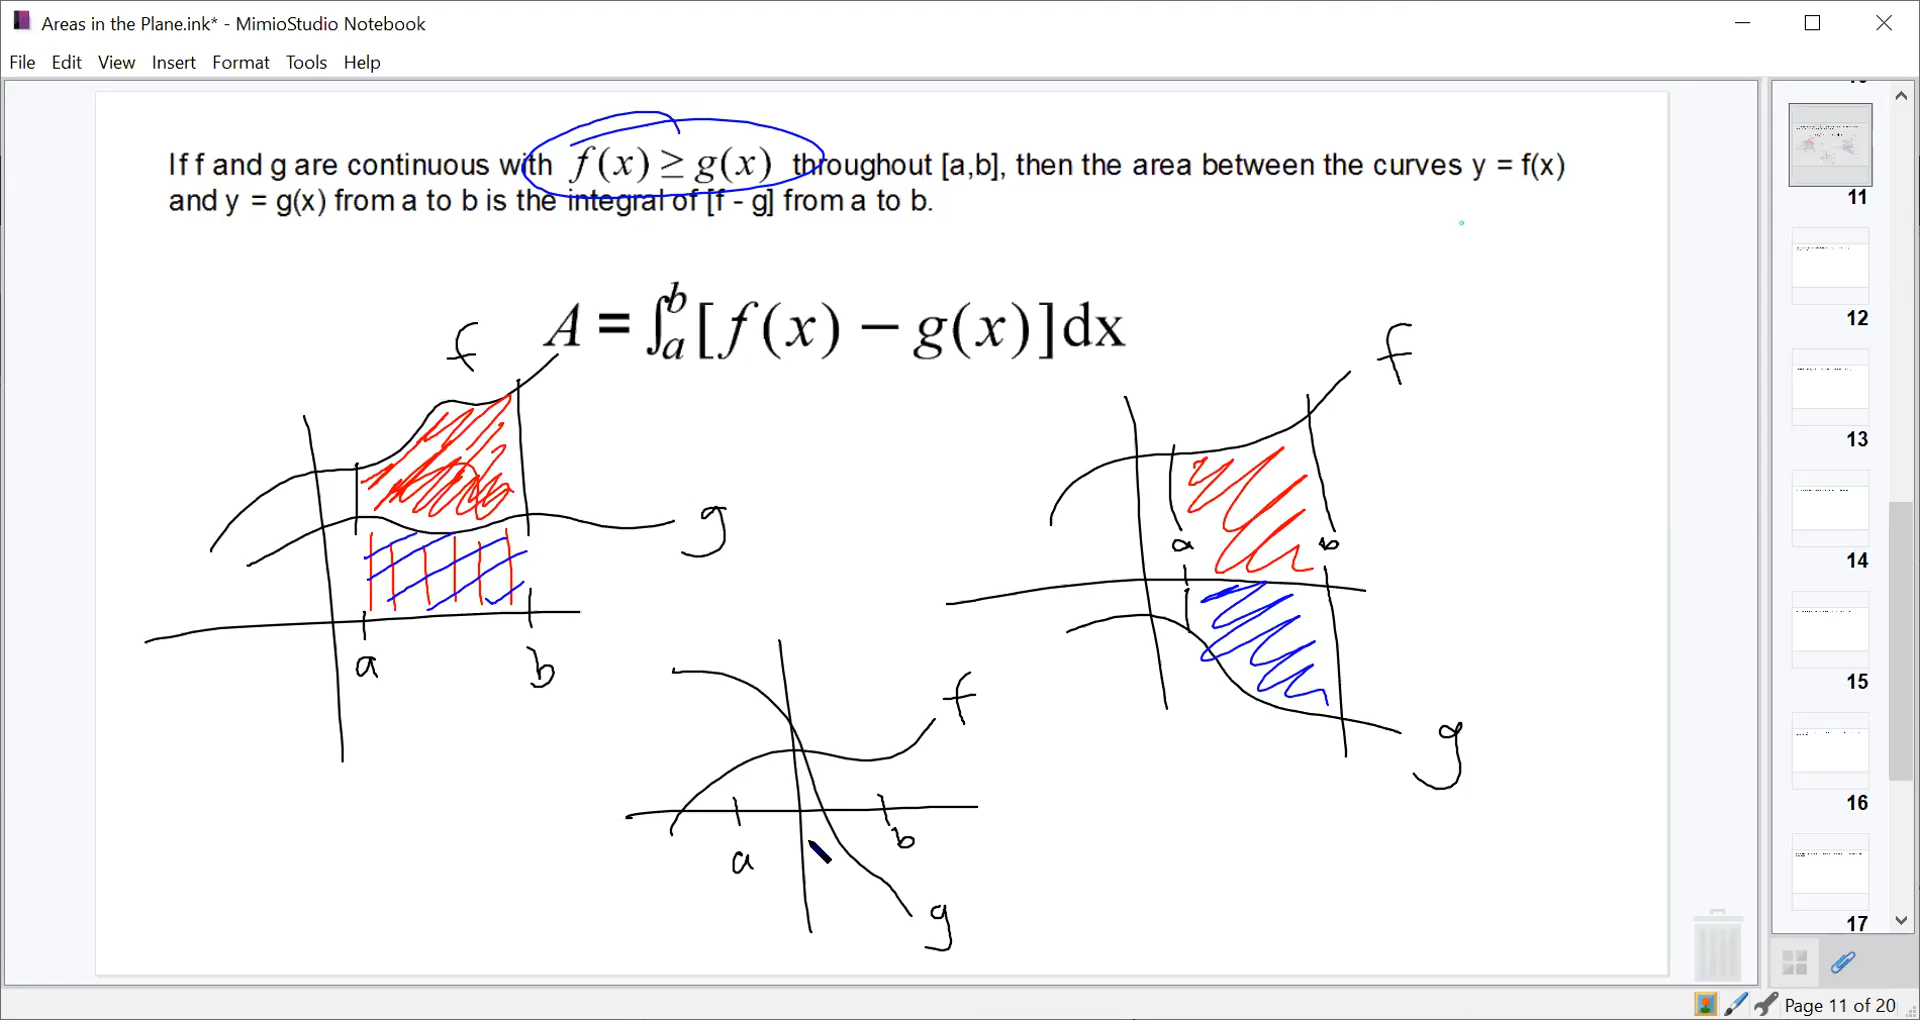 Areas in the Plane.ink* - MimioStudio Notebook
File Edit View Insert Format Tools Help
If f and g are continuous with f(x) ≥ g(x) throughout [a,b], then the area between the curves y = f(x)
and y = g(x) from a to b is the integral of [f - g] from a to b.
A = ∫_a^b [f(x) − g(x)]dx
f
g
a
b
f
a
b
g
f
a
b
g
11
12
13
14
15
16
17
Page 11 of 20